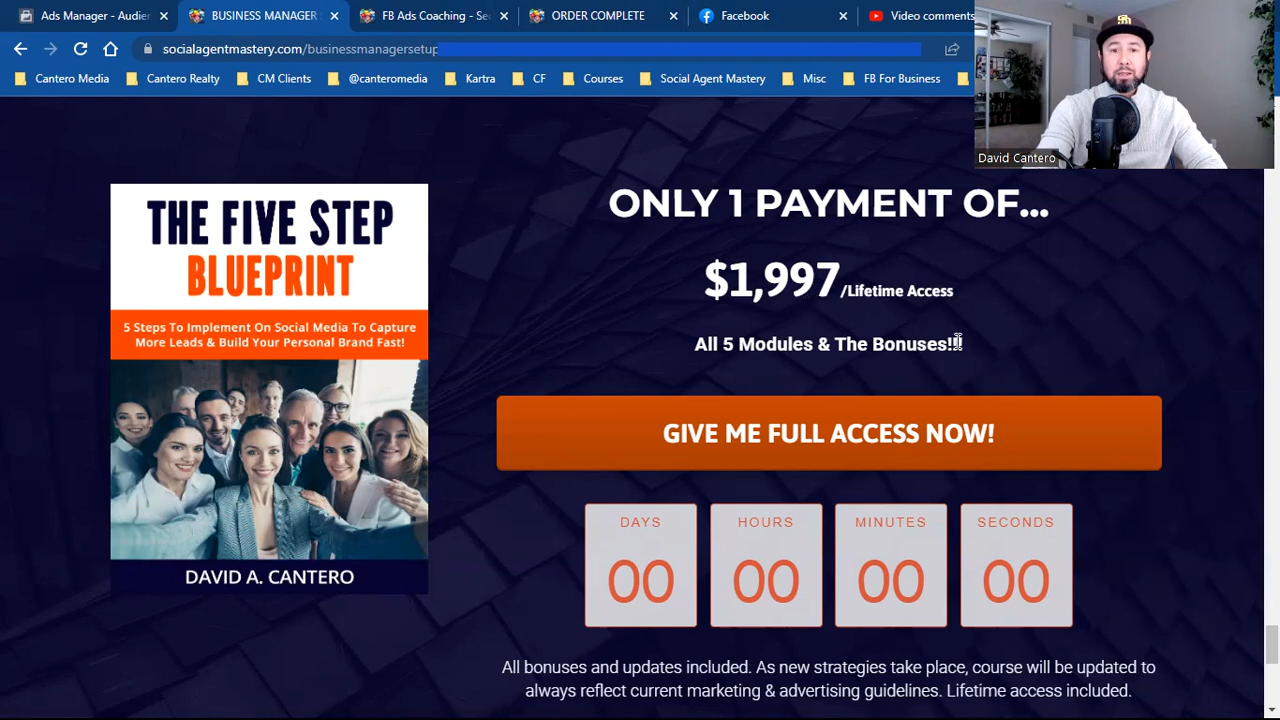 Ads Manager - Audien
BUSINESS MANAGER
FB Ads Coaching - Se
ORDER COMPLETE
Facebook
Video comments
socialagentmastery.com/businessmanagersetup
Cantero Media
Cantero Realty
CM Clients
@canteromedia
Kartra
CF
Courses
Social Agent Mastery
Misc
FB For Business
David Cantero
THE FIVE STEP
BLUEPRINT
5 Steps To Implement On Social Media To Capture
More Leads & Build Your Personal Brand Fast!
DAVID A. CANTERO
ONLY 1 PAYMENT OF...
$1,997/Lifetime Access
All 5 Modules & The Bonuses!!
GIVE ME FULL ACCESS NOW!
DAYS
HOURS
MINUTES
SECONDS
00
00
00
00
All bonuses and updates included. As new strategies take place, course will be updated to
always reflect current marketing & advertising guidelines. Lifetime access included.